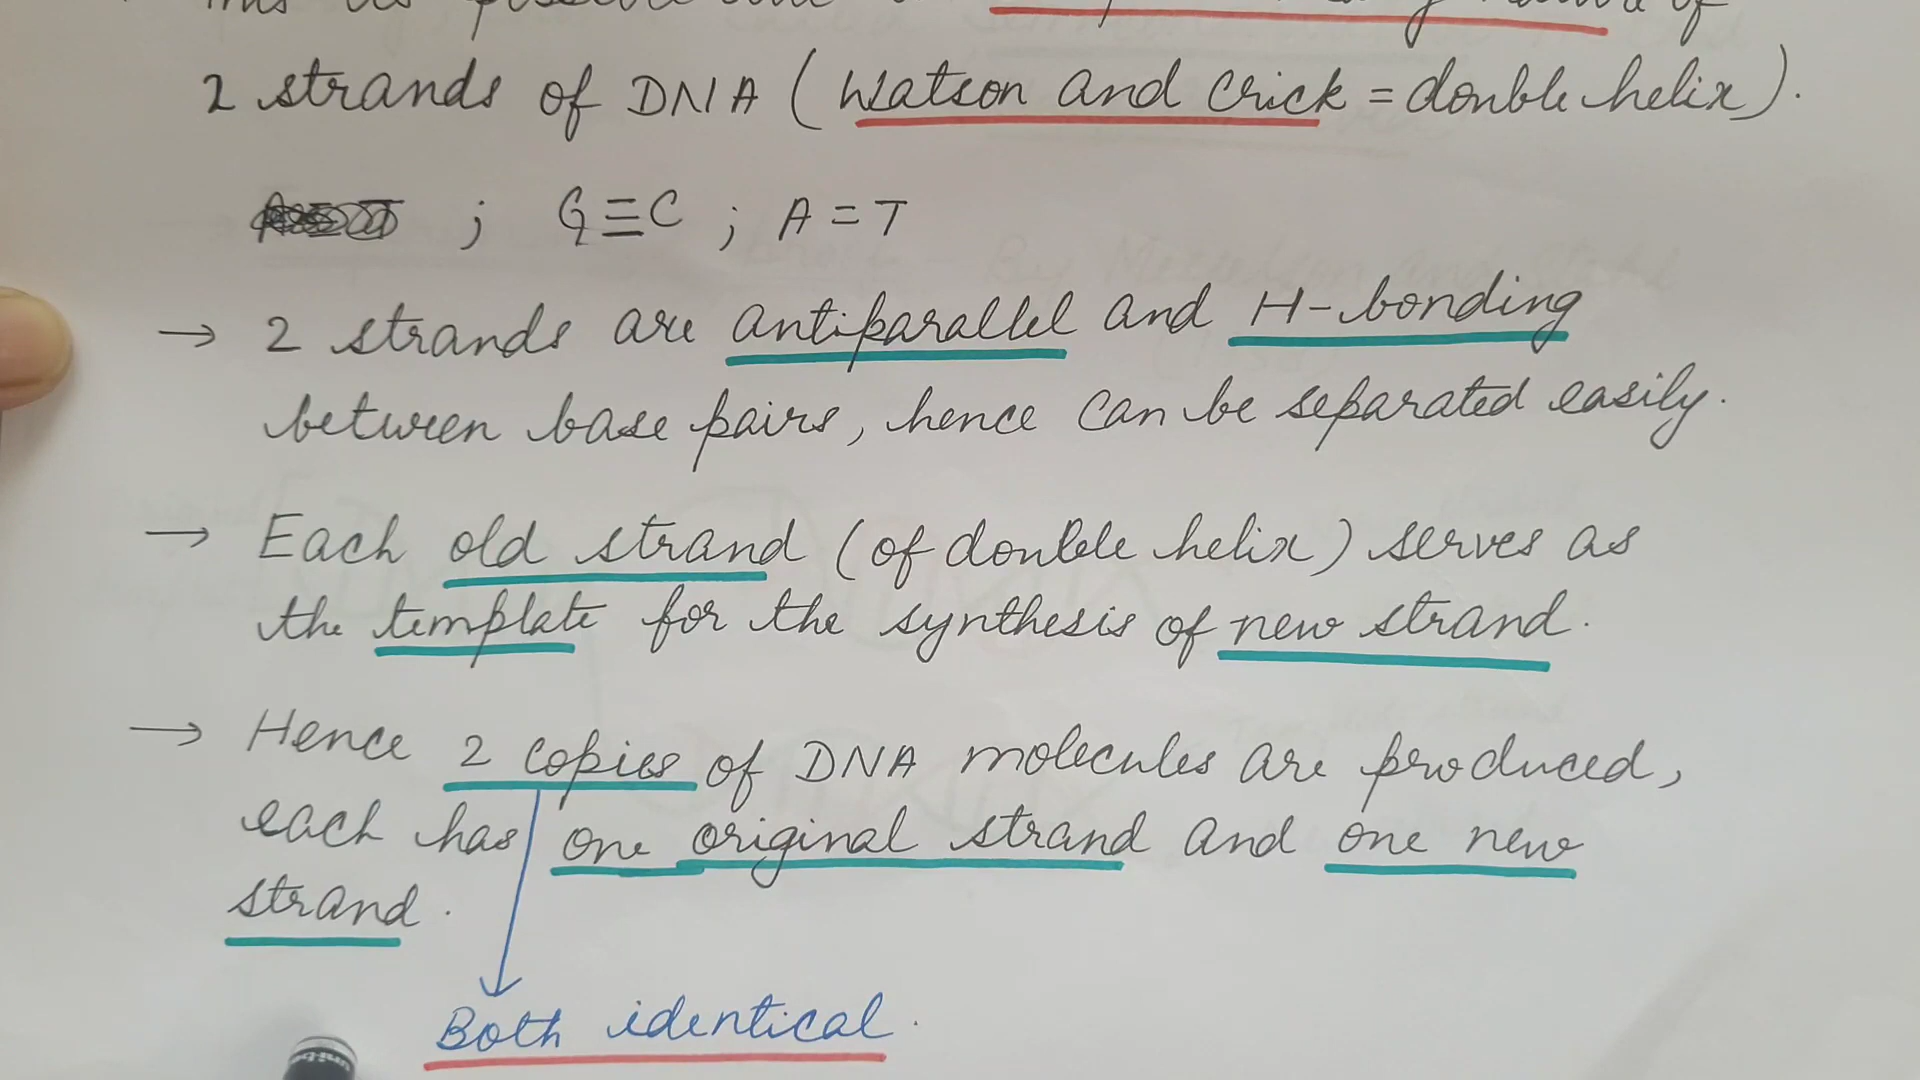 nature of
2 strands of DNA (Watson and Crick = double helix).
; G≡C ; A=T
→ 2 strands are antiparallel and H-bonding
between base pairs, hence can be separated easily.
→ Each old strand (of double helix) serves as
the template for the synthesis of new strand.
→ Hence 2 copies of DNA molecules are produced,
each has one original strand and one new
strand.
Both identical.